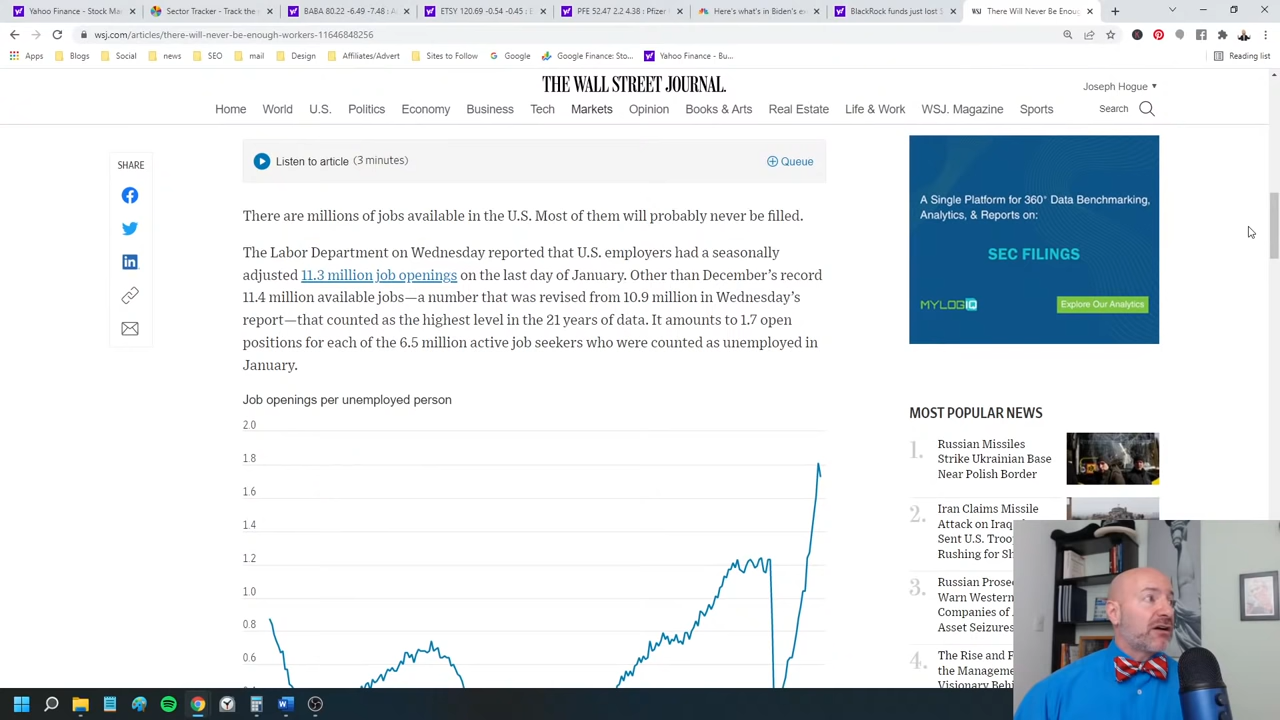 Yahoo Finance - Stock Mar
Sector Tracker - Track the
BABA 80.22 -6.49 -7.48 : A
ETSY 120.69 -0.54 -0.45 : E
PFE 52.47 2.2 4.38 : Pfizer
Here's what's in Biden's ex
BlackRock funds just lost $
There Will Never Be Enou
wsj.com/articles/there-will-never-be-enough-workers-11646848256
Apps
Blogs
Social
news
SEO
mail
Design
Affiliates/Advert
Sites to Follow
Google
Google Finance: Sto...
Yahoo Finance - Bu...
Reading list
THE WALL STREET JOURNAL.
Joseph Hogue
Home World U.S. Politics Economy Business Tech Markets Opinion Books & Arts Real Estate Life & Work WSJ. Magazine Sports
Search
SHARE
Listen to article (3 minutes)
Queue
There are millions of jobs available in the U.S. Most of them will probably never be filled.
The Labor Department on Wednesday reported that U.S. employers had a seasonally
adjusted 11.3 million job openings on the last day of January. Other than December's record
11.4 million available jobs—a number that was revised from 10.9 million in Wednesday's
report—that counted as the highest level in the 21 years of data. It amounts to 1.7 open
positions for each of the 6.5 million active job seekers who were counted as unemployed in
January.
Job openings per unemployed person
2.0
1.8
1.6
1.4
1.2
1.0
0.8
0.6
A Single Platform for 360° Data Benchmarking,
Analytics, & Reports on:
SEC FILINGS
MYLOGIQ
Explore Our Analytics
MOST POPULAR NEWS
1.
Russian Missiles
Strike Ukrainian Base
Near Polish Border
2.
Iran Claims Missile
Attack on Iraq
Sent U.S.
Rushing for
3.
Russian
Warn Western
Companies of
Asset Seizures
4.
The Rise and
the
Visionary